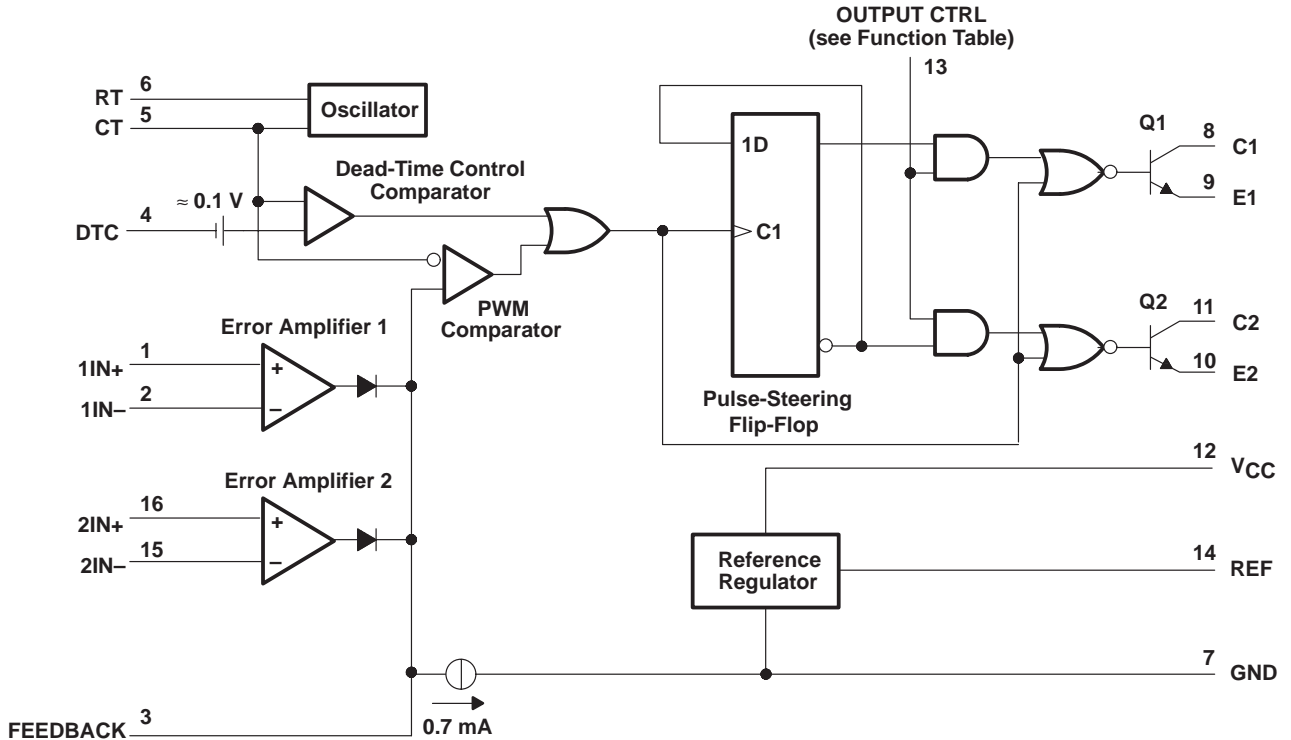 OUTPUT CTRL
(see Function Table)
13
RT 6
CT 5
Oscillator
Dead-Time Control
Comparator
≈ 0.1 V
DTC 4
1D
C1
Q1
8 C1
9 E1
PWM
Comparator
Error Amplifier 1
1IN+ 1
1IN– 2
+
–
Pulse-Steering
Flip-Flop
Q2
11 C2
10 E2
Error Amplifier 2
2IN+ 16
2IN– 15
+
–
12 VCC
Reference
Regulator
14 REF
7 GND
0.7 mA
FEEDBACK 3